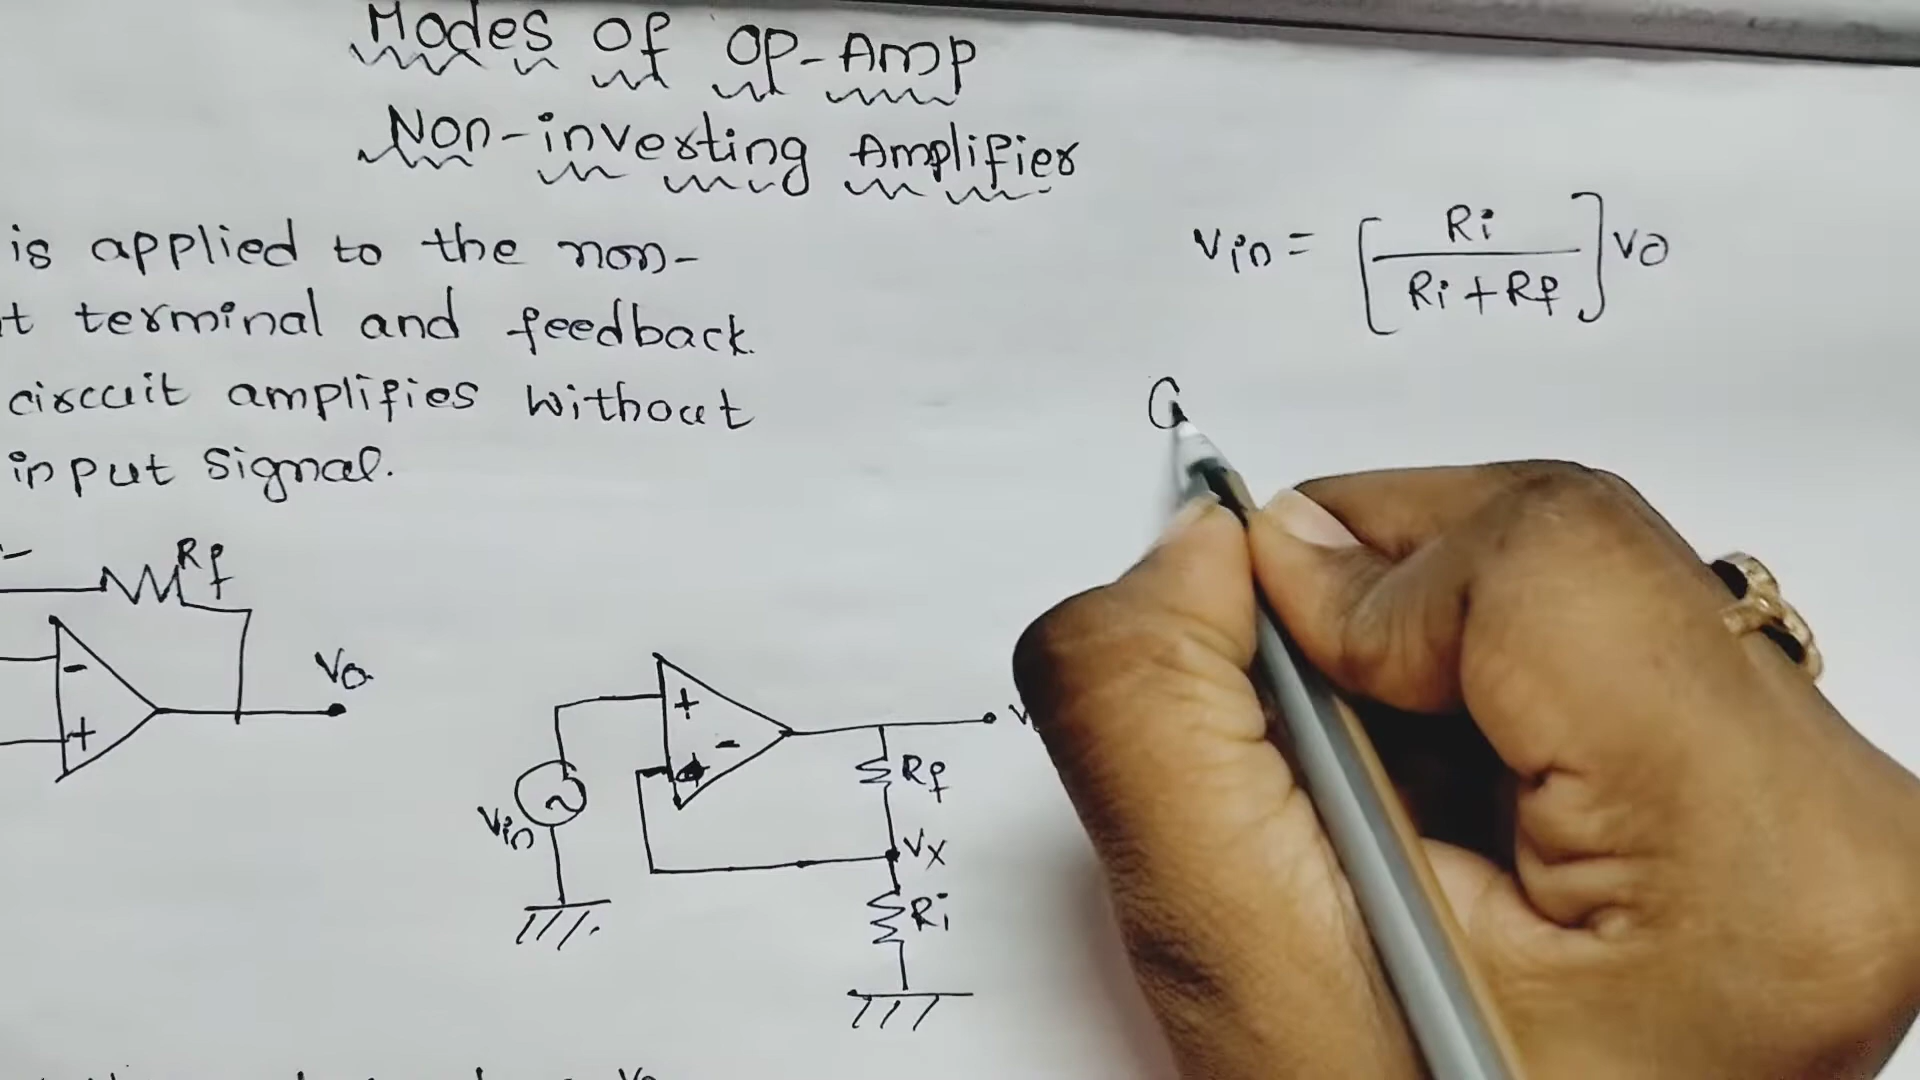 Modes of OP-Amp
Non-inverting Amplifier
is applied to the non-
t terminal and feedback
circuit amplifies without
input signal.
Vin = [Ri / Ri + Rf] Vo
G
Rf
-
+
Vo
+
-
Vin
Rf
Vx
Ri
Vo